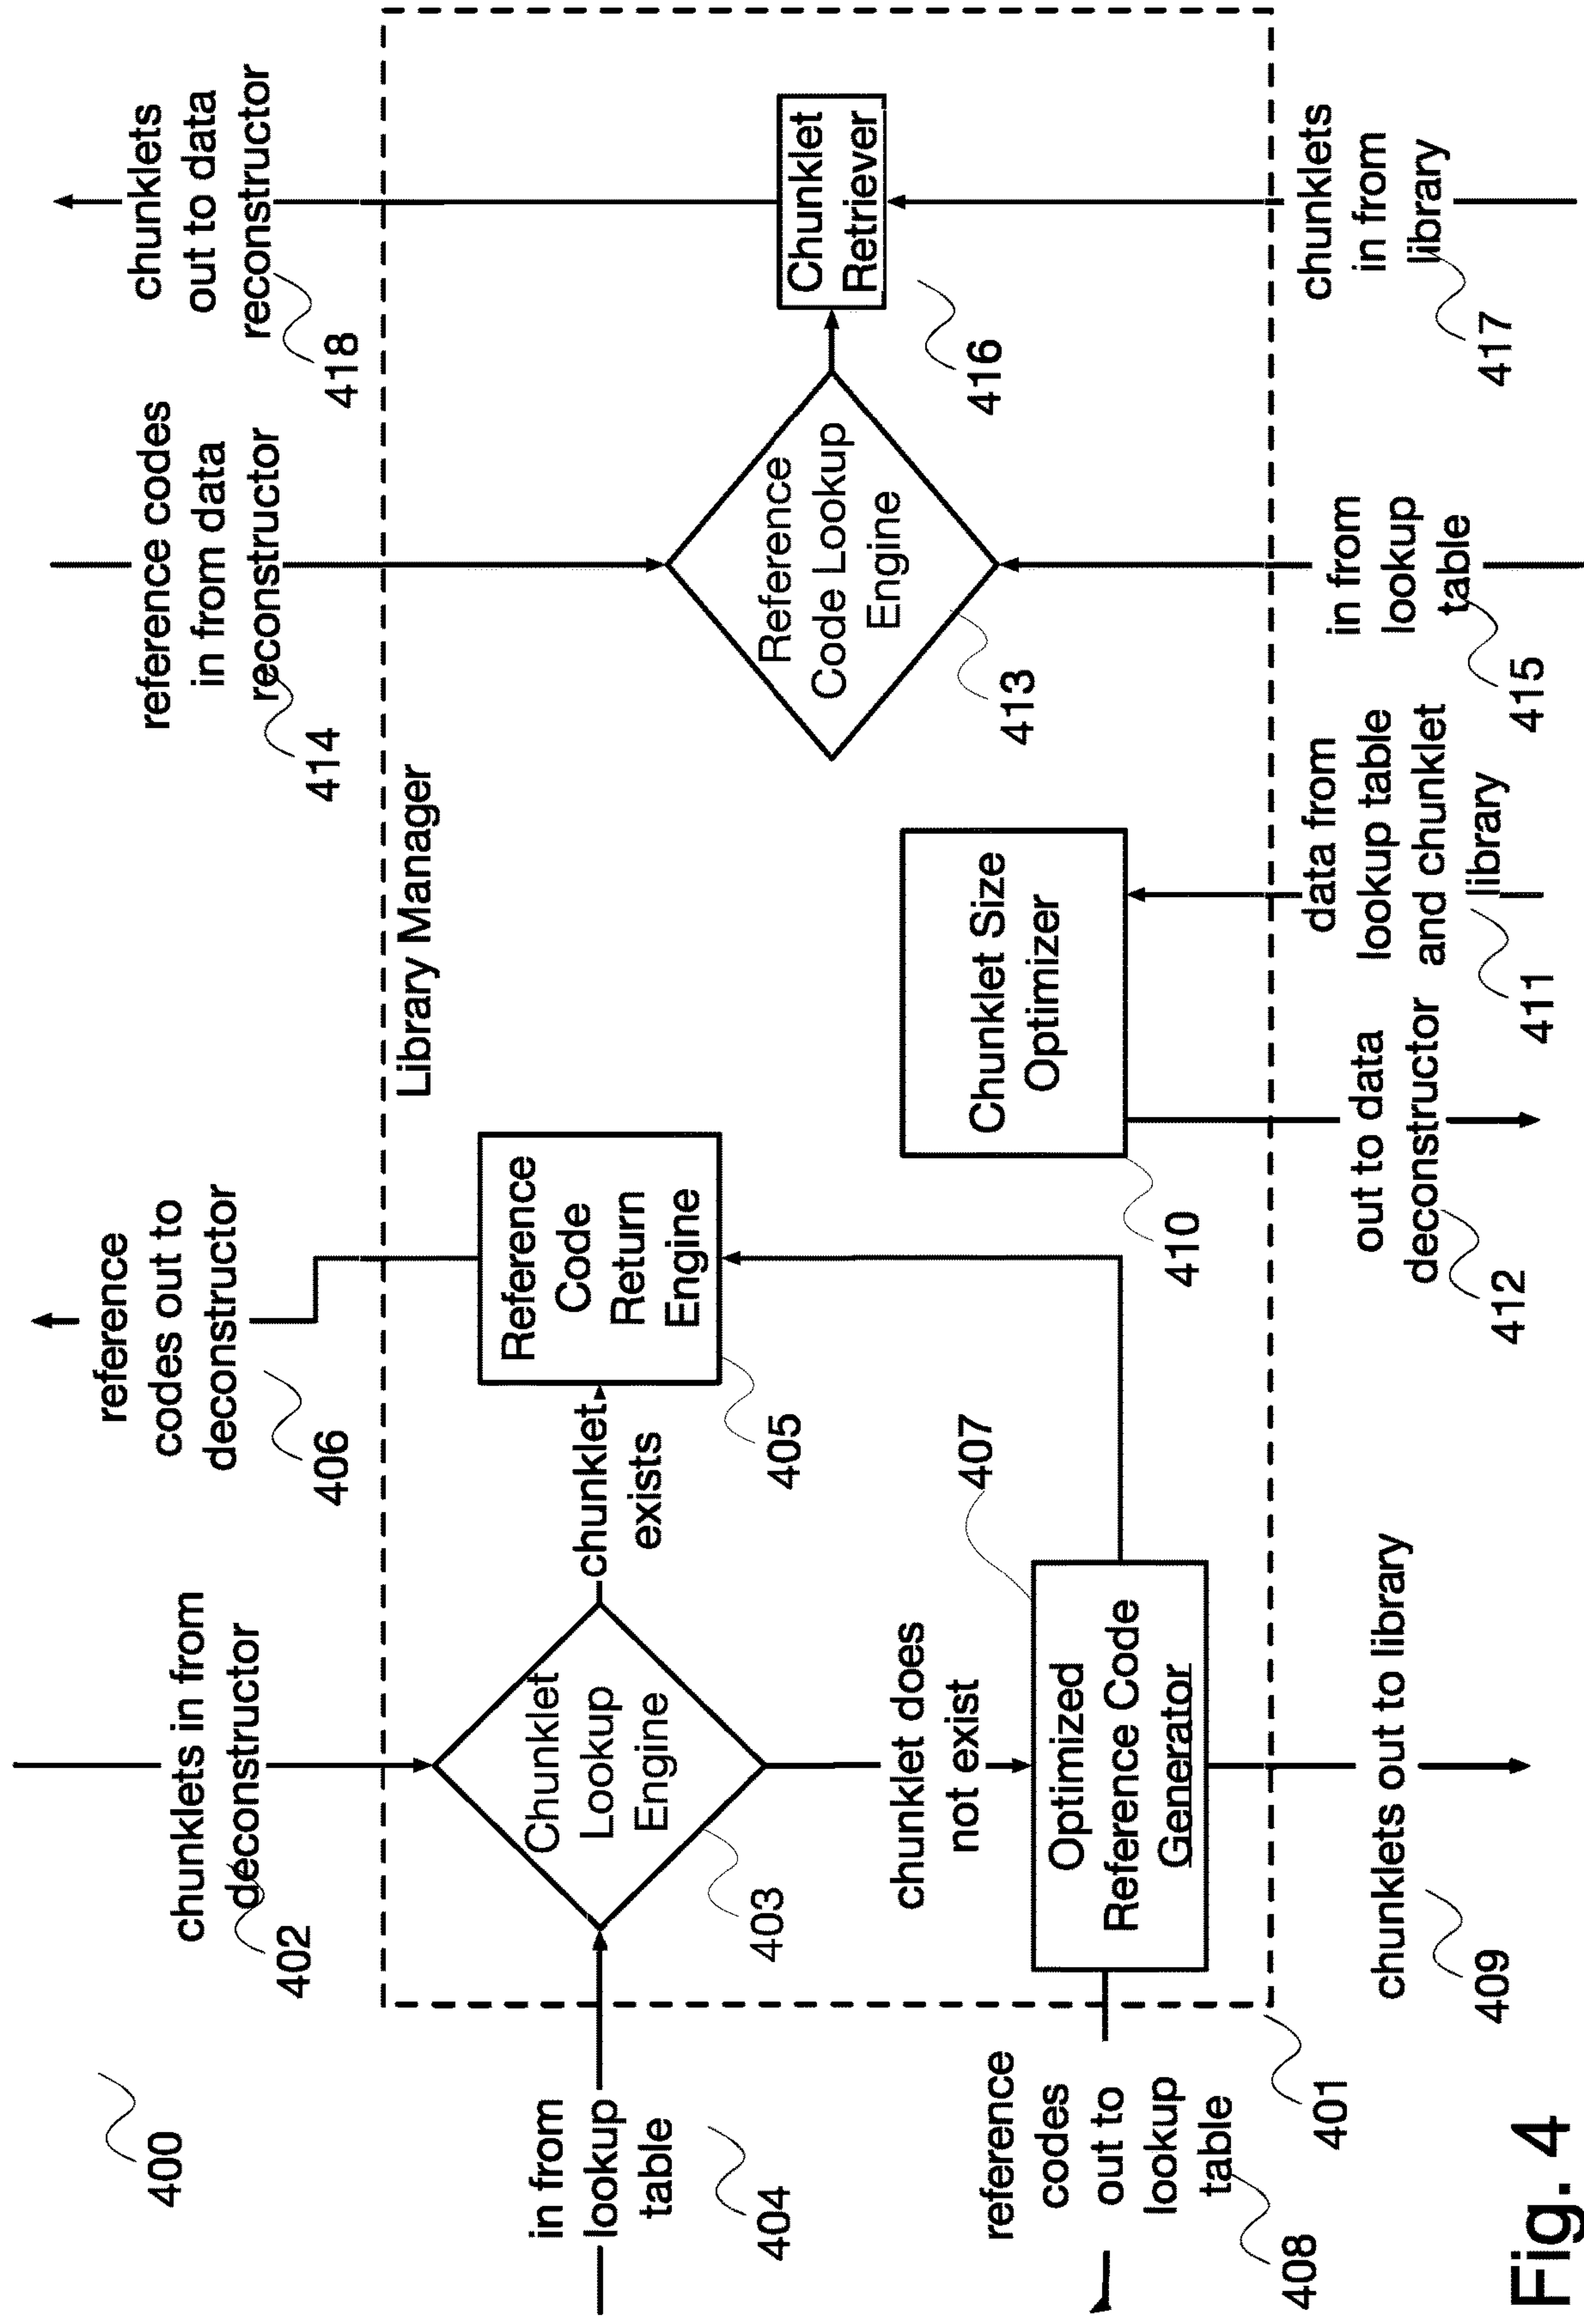 400
chunklets in from
deconstructor
402
reference
codes out to
deconstructor
406
reference codes
in from data
reconstructor
414
chunklets
out to data
reconstructor
418
Library Manager
in from
lookup
table
404
Chunklet
Lookup
Engine
403
chunklet
exists
Reference
Code
Return
Engine
405
chunklet does
not exist
407
Optimized
Reference Code
Generator
reference
codes
out to
lookup
table
408
401
chunklets out to library
409
Chunklet Size
Optimizer
410
out to data
deconstructor
412
data from
lookup table
and chunklet
library
411
Reference
Code Lookup
Engine
413
in from
lookup
table
415
Chunklet
Retriever
416
chunklets
in from
library
417
Fig. 4